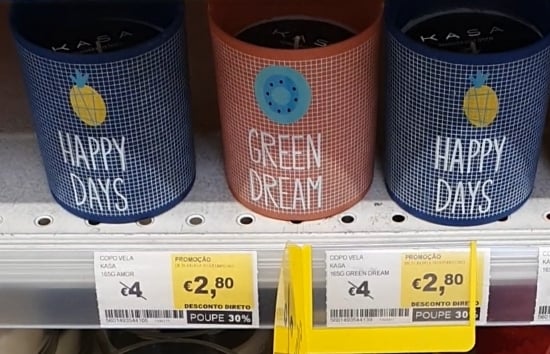 KASA
KASA
KASA
HAPPY
DAYS
GREEN
DREAM
HAPPY
DAYS
COPO VELA
KASA
165G AMOR
PROMOÇÃO
€4
€2,80
DESCONTO DIRETO
POUPE 30%
COPO VELA
KASA
165G GREEN DREAM
PROMOÇÃO
€4
€2,80
DESCONTO DIRETO
POUPE 30